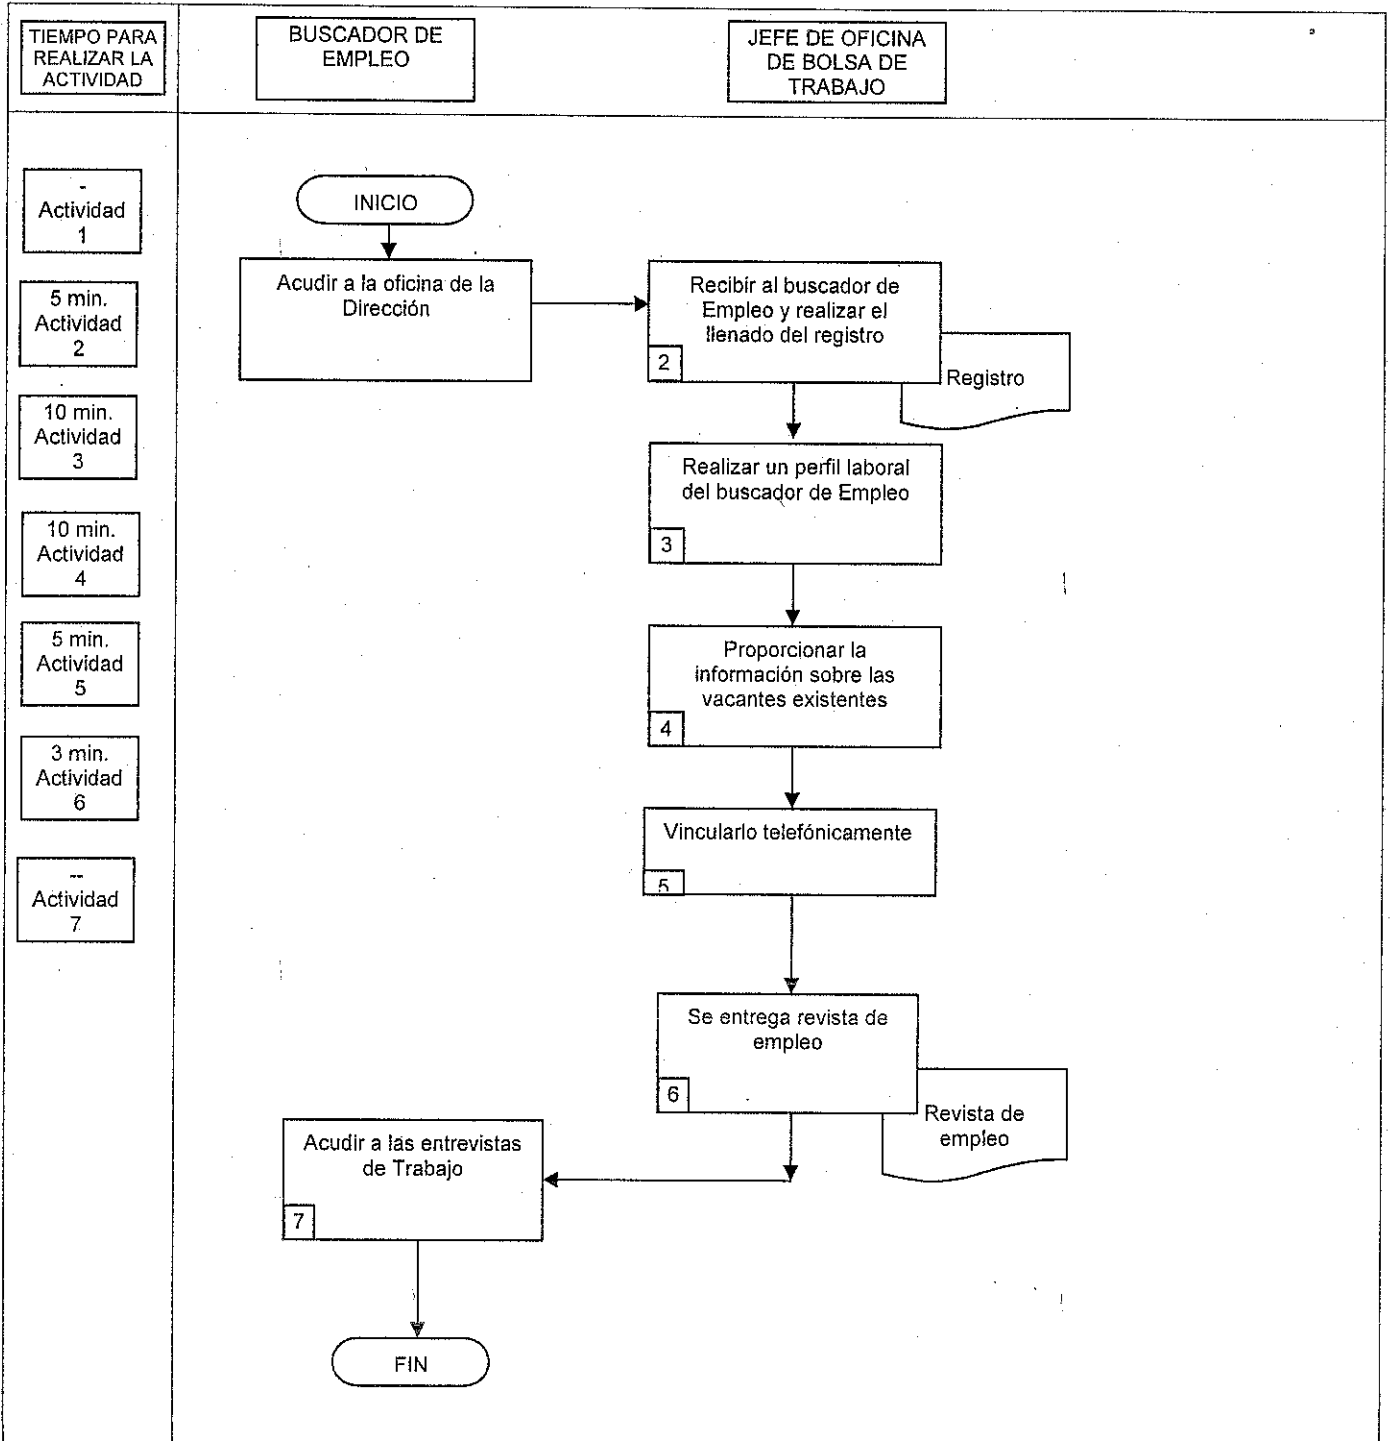 TIEMPO PARA
REALIZAR LA
ACTIVIDAD
BUSCADOR DE
EMPLEO
JEFE DE OFICINA
DE BOLSA DE
TRABAJO
-
Actividad
1
5 min.
Actividad
2
10 min.
Actividad
3
10 min.
Actividad
4
5 min.
Actividad
5
3 min.
Actividad
6
--
Actividad
7
INICIO
Acudir a la oficina de la
Dirección
Recibir al buscador de
Empleo y realizar el
llenado del registro
2
Registro
Realizar un perfil laboral
del buscador de Empleo
3
Proporcionar la
información sobre las
vacantes existentes
4
Vincularlo telefónicamente
5
Se entrega revista de
empleo
6
Revista de
empleo
Acudir a las entrevistas
de Trabajo
7
FIN